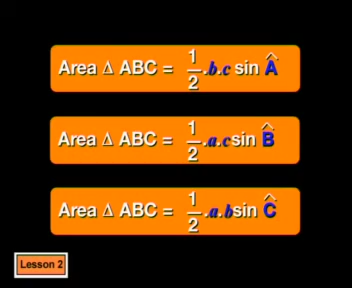 Area Δ ABC = 1/2 .b.c sin Â
Area Δ ABC = 1/2 .a.c sin B̂
Area Δ ABC = 1/2 .a.b sin Ĉ
Lesson 2